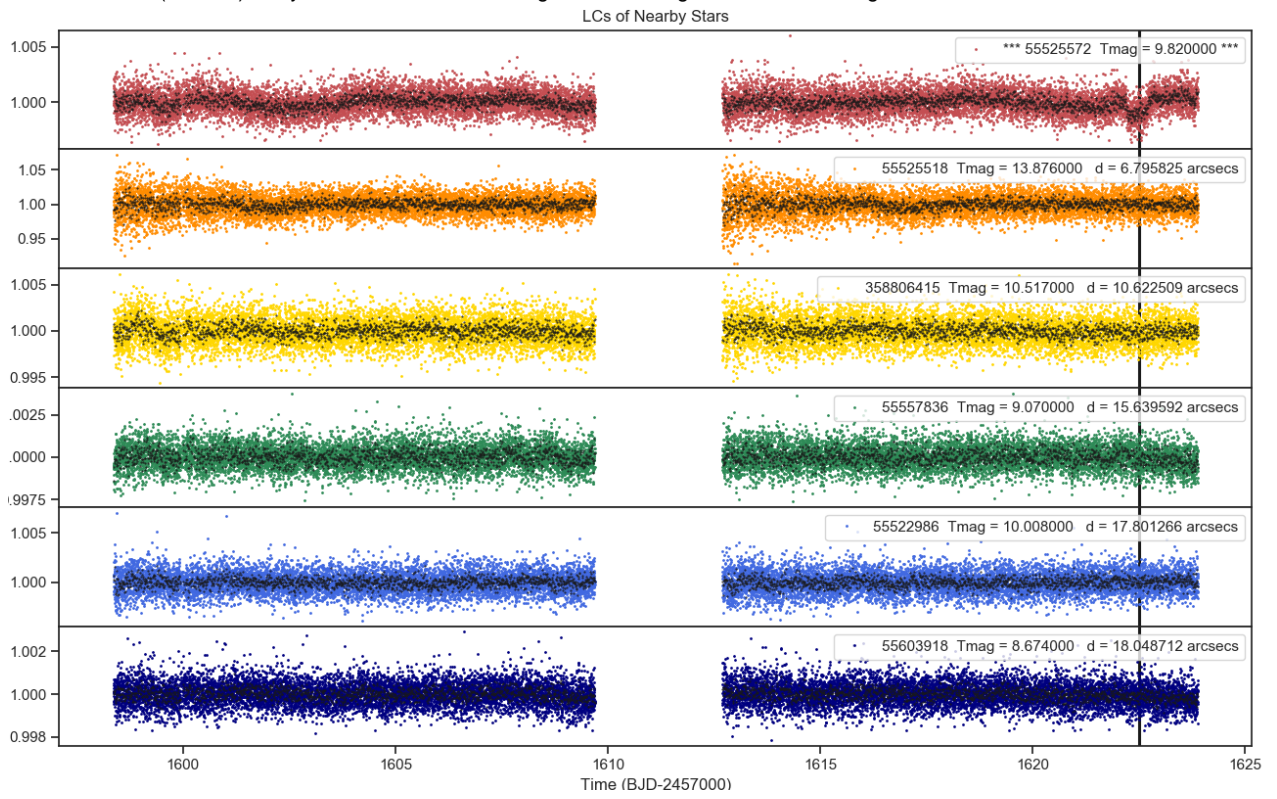 LCs of Nearby Stars
*** 55525572 Tmag = 9.820000 ***
1.005
1.000
55525518 Tmag = 13.876000 d = 6.795825 arcsecs
1.05
1.00
0.95
358806415 Tmag = 10.517000 d = 10.622509 arcsecs
1.005
1.000
0.995
55557836 Tmag = 9.070000 d = 15.639592 arcsecs
.0025
.0000
.9975
55522986 Tmag = 10.008000 d = 17.801266 arcsecs
1.005
1.000
55603918 Tmag = 8.674000 d = 18.048712 arcsecs
1.002
1.000
0.998
1600 1605 1610 1615 1620 1625
Time (BJD-2457000)